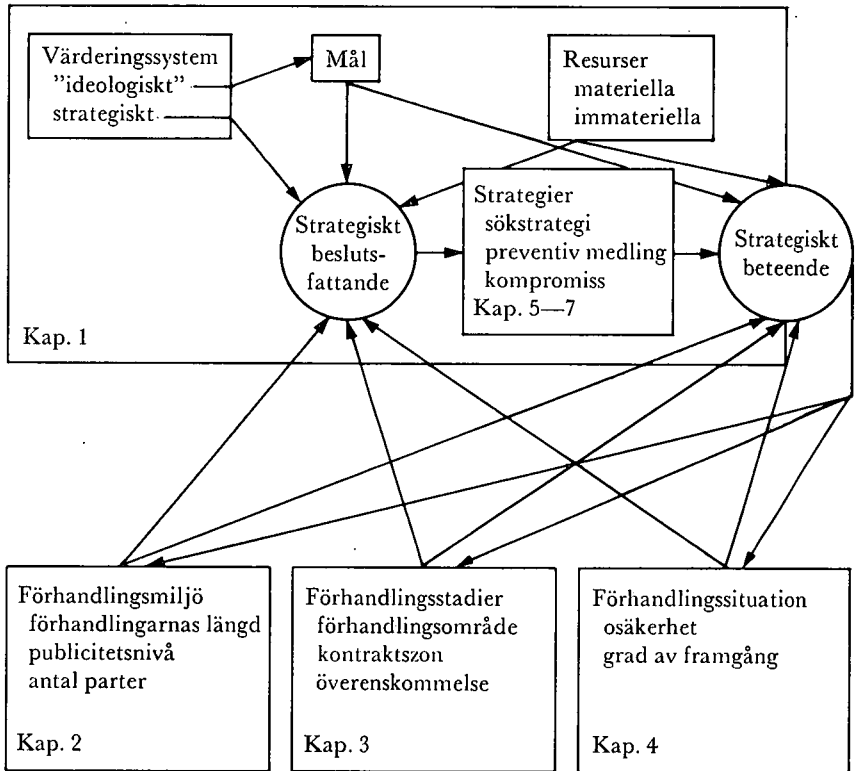 Värderingssystem
"ideologiskt"
strategiskt
Mål
Resurser
materiella
immateriella
Strategiskt
besluts-
fattande
Strategier
sökstrategi
preventiv medling
kompromiss
Kap. 5—7
Strategiskt
beteende
Kap. 1
Förhandlingsmiljö
förhandlingarnas längd
publicitetsnivå
antal parter
Kap. 2
Förhandlingsstadier
förhandlingsområde
kontraktszon
överenskommelse
Kap. 3
Förhandlingssituation
osäkerhet
grad av framgång
Kap. 4